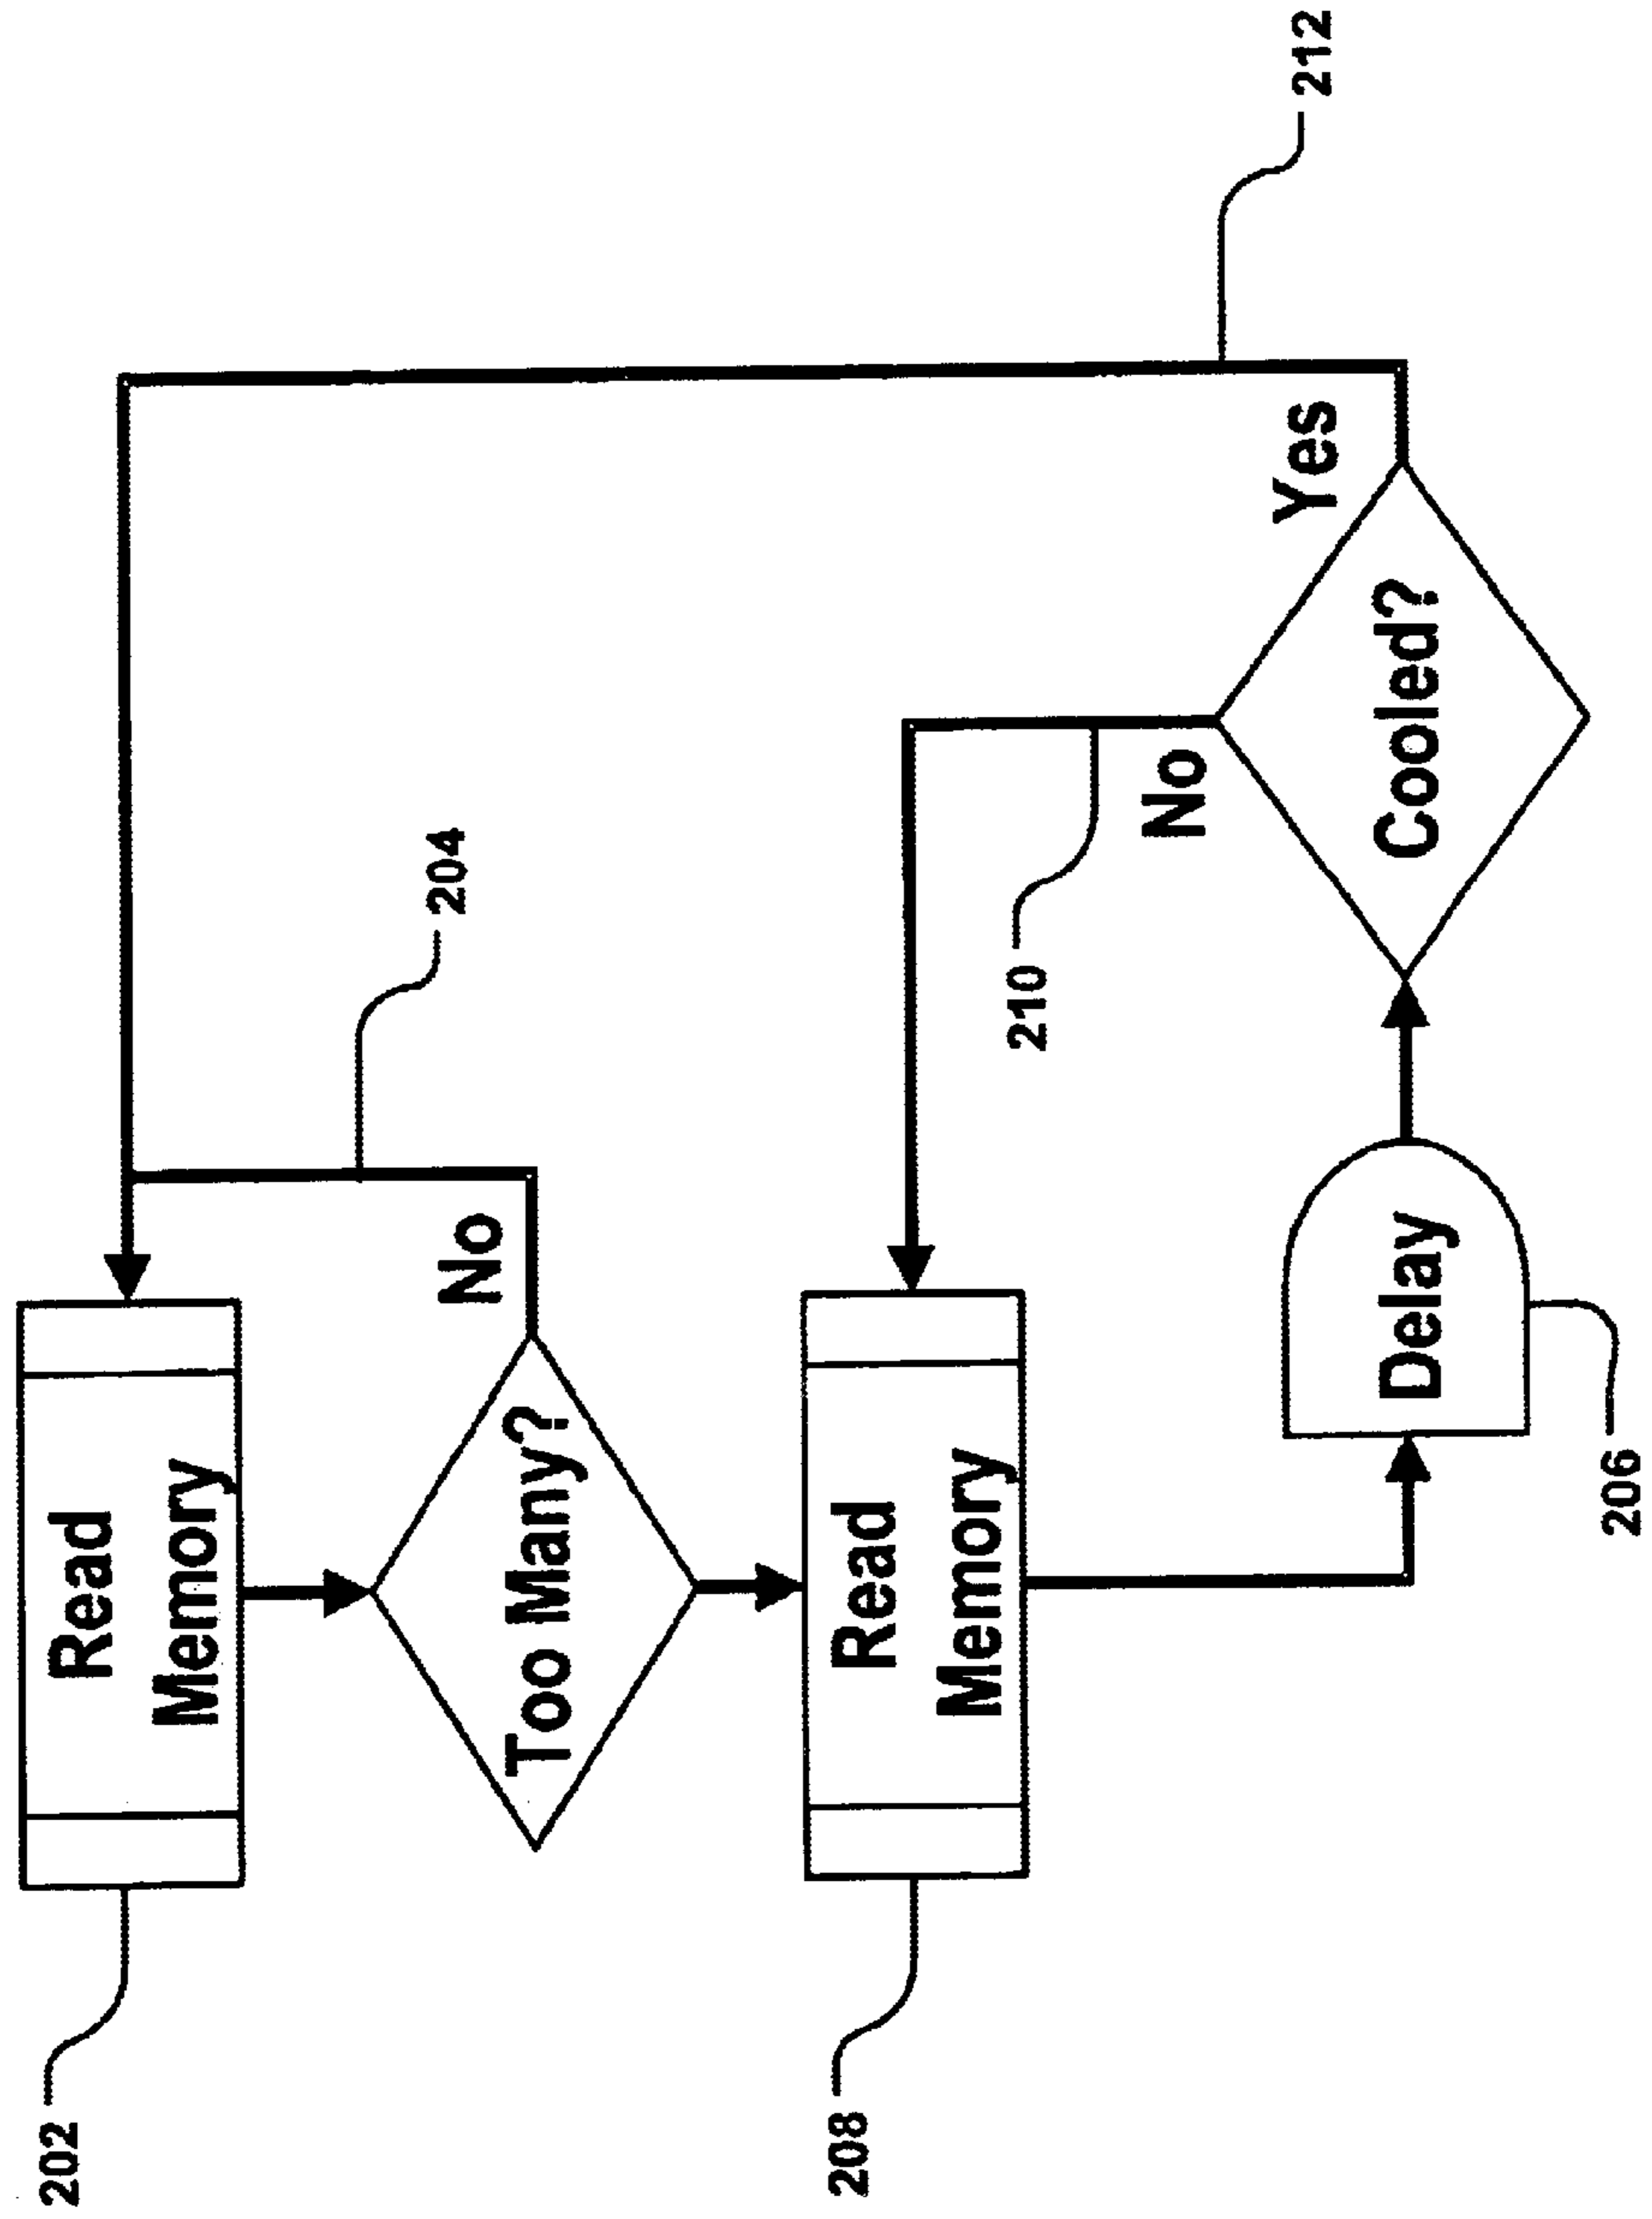 202
Read
Memory
Too Many?
No
204
208
Read
Memory
210
No
Delay
206
Cooled?
Yes
212